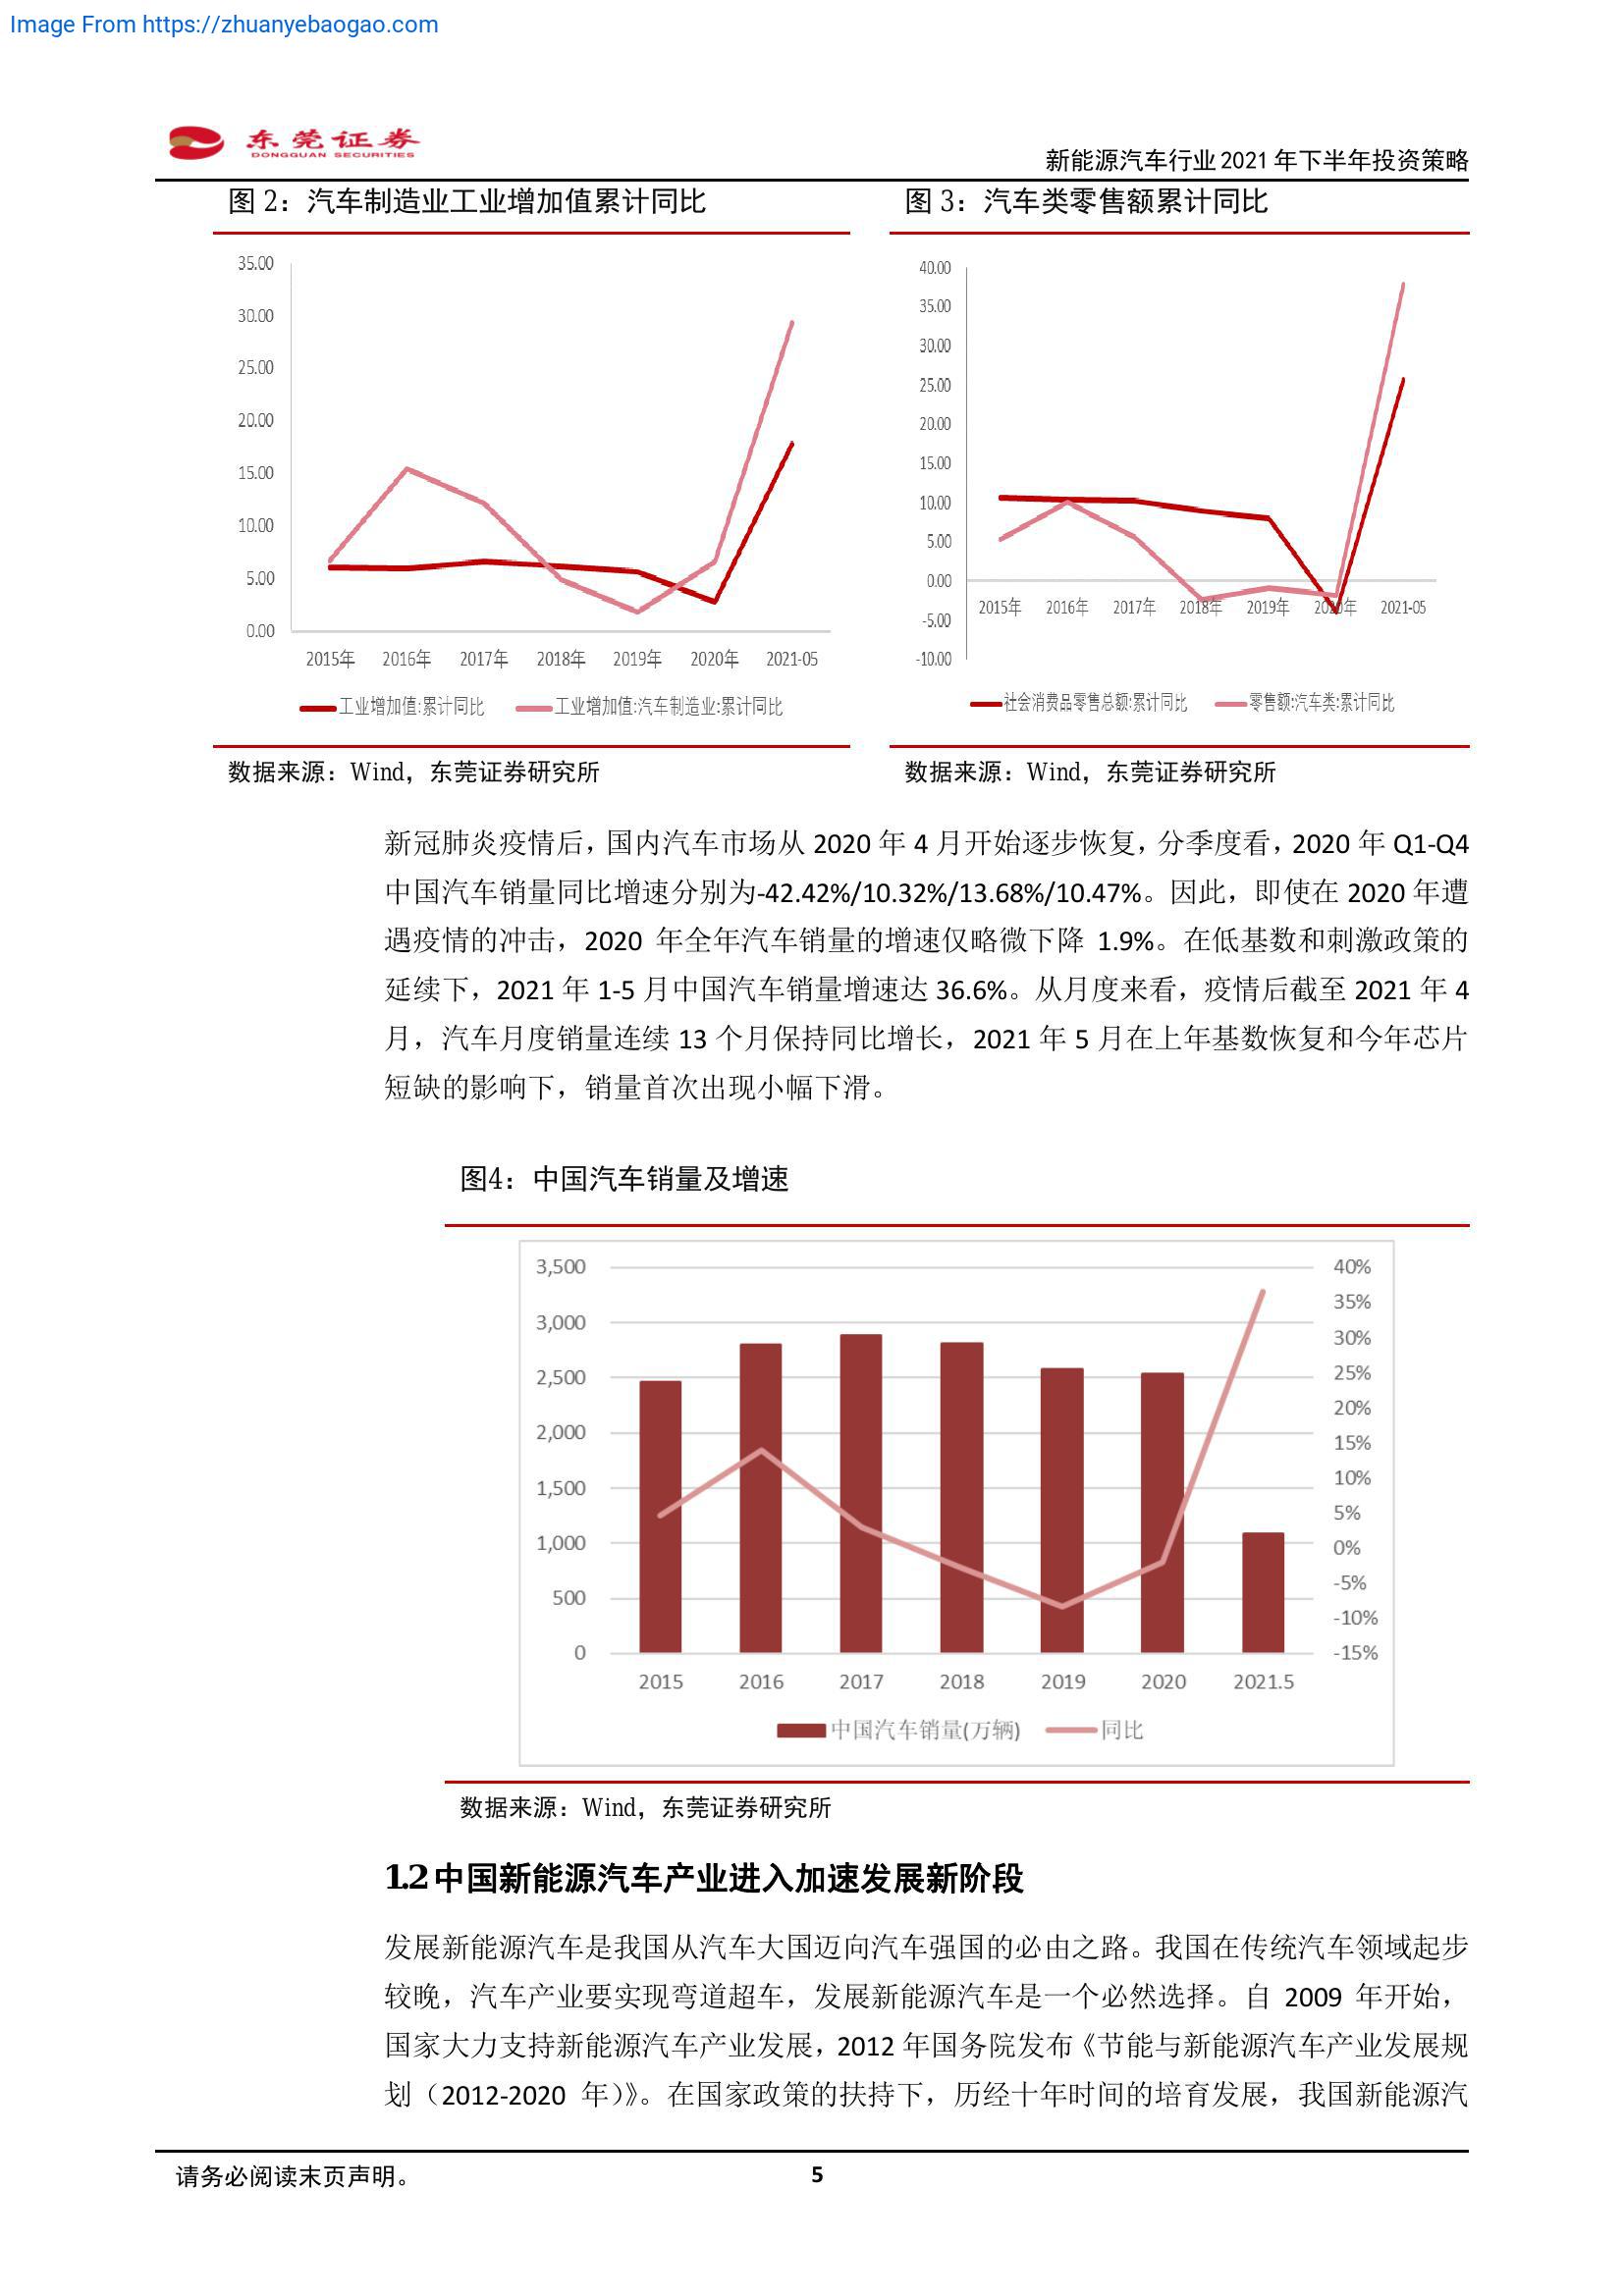 Image From https://zhuanyebaogao.com
东莞证券
DONGGUAN SECURITIES
新能源汽车行业 2021 年下半年投资策略
图 2：汽车制造业工业增加值累计同比
35.00
30.00
25.00
20.00
15.00
10.00
5.00
0.00
2015年 2016年 2017年 2018年 2019年 2020年 2021-05
工业增加值:累计同比 工业增加值:汽车制造业:累计同比
数据来源：Wind，东莞证券研究所
图 3：汽车类零售额累计同比
40.00
35.00
30.00
25.00
20.00
15.00
10.00
5.00
0.00
-5.00
-10.00
2015年 2016年 2017年 2018年 2019年 2020年 2021-05
社会消费品零售总额:累计同比 零售额:汽车类:累计同比
数据来源：Wind，东莞证券研究所
新冠肺炎疫情后，国内汽车市场从 2020 年 4 月开始逐步恢复，分季度看，2020 年 Q1-Q4
中国汽车销量同比增速分别为-42.42%/10.32%/13.68%/10.47%。因此，即使在 2020 年遭
遇疫情的冲击，2020 年全年汽车销量的增速仅略微下降 1.9%。在低基数和刺激政策的
延续下，2021 年 1-5 月中国汽车销量增速达 36.6%。从月度来看，疫情后截至 2021 年 4
月，汽车月度销量连续 13 个月保持同比增长，2021 年 5 月在上年基数恢复和今年芯片
短缺的影响下，销量首次出现小幅下滑。
图4：中国汽车销量及增速
3,500
3,000
2,500
2,000
1,500
1,000
500
0
40%
35%
30%
25%
20%
15%
10%
5%
0%
-5%
-10%
-15%
2015 2016 2017 2018 2019 2020 2021.5
中国汽车销量(万辆) 同比
数据来源：Wind，东莞证券研究所
1.2 中国新能源汽车产业进入加速发展新阶段
发展新能源汽车是我国从汽车大国迈向汽车强国的必由之路。我国在传统汽车领域起步
较晚，汽车产业要实现弯道超车，发展新能源汽车是一个必然选择。自 2009 年开始，
国家大力支持新能源汽车产业发展，2012 年国务院发布《节能与新能源汽车产业发展规
划（2012-2020 年）》。在国家政策的扶持下，历经十年时间的培育发展，我国新能源汽
请务必阅读末页声明。
5